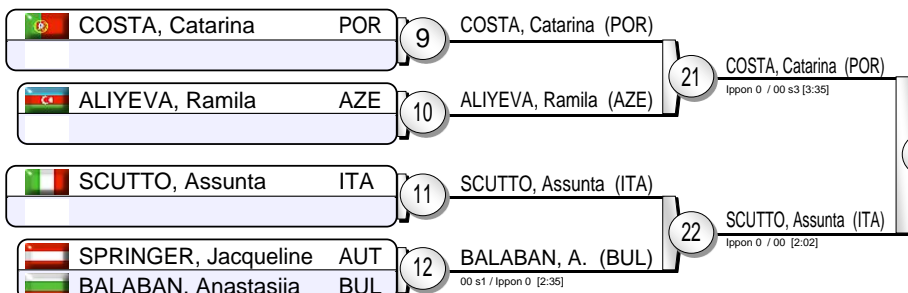 COSTA, Catarina POR
9
COSTA, Catarina (POR)
21
COSTA, Catarina (POR)
Ippon 0 / 00 s3 [3:35]
ALIYEVA, Ramila AZE
10
ALIYEVA, Ramila (AZE)
SCUTTO, Assunta ITA
11
SCUTTO, Assunta (ITA)
22
SCUTTO, Assunta (ITA)
Ippon 0 / 00 [2:02]
SPRINGER, Jacqueline AUT
BALABAN, Anastasiia BUL
12
BALABAN, A. (BUL)
00 s1 / Ippon 0 [2:35]